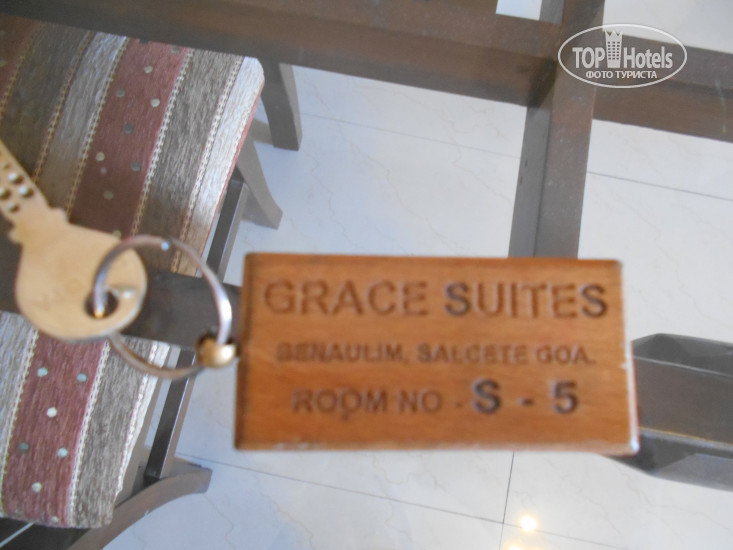 TOP Hotels
ФОТО ТУРИСТА
GRACE SUITES
BENAULIM, SALCETE GOA.
ROOM NO - S - 5